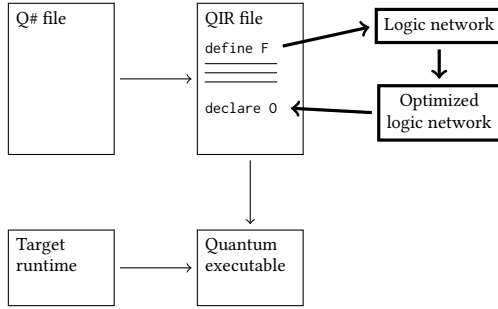 Q# file
QIR file
define F
declare O
Logic network
Optimized
logic network
Target
runtime
Quantum
executable